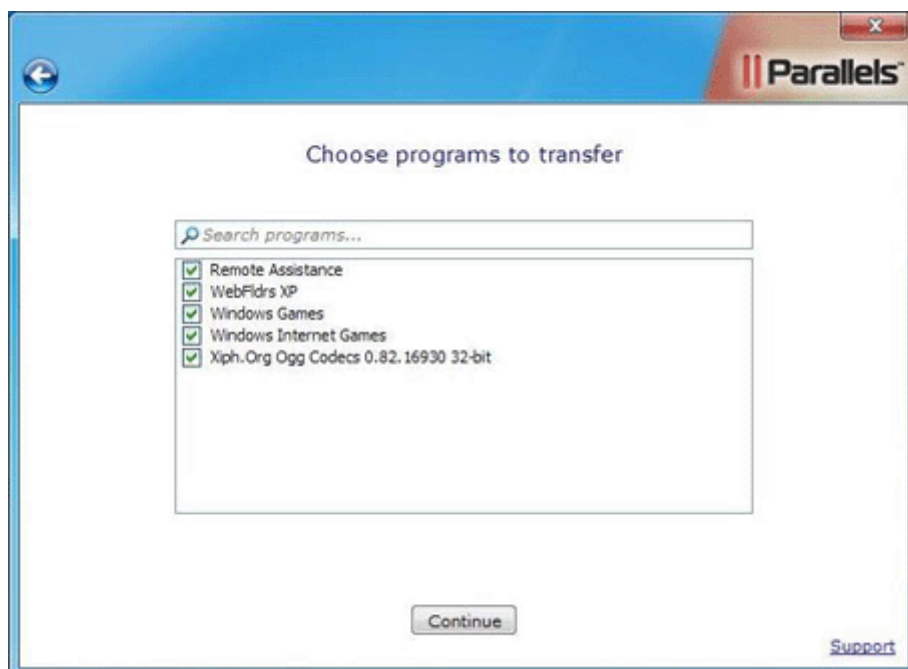 Parallels™
Choose programs to transfer
Search programs...
Remote Assistance
WebFldrs XP
Windows Games
Windows Internet Games
Xiph.Org Ogg Codecs 0.82.16930 32-bit
Continue
Support